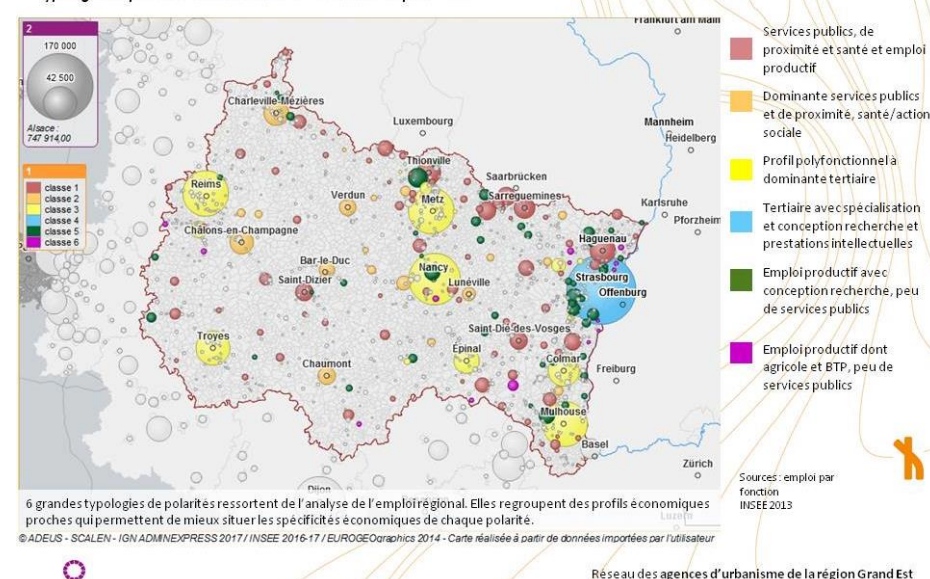 Frankfurt am Main
2
170 000
42 500
Alsace :
747 914,00
1
classe 1
classe 2
classe 3
classe 4
classe 5
classe 6
Charleville-Mézières
Luxembourg
Mannheim
Heidelberg
Thionville
Saarbrücken
Reims
Verdun
Metz
Sarreguemines
Karlsruhe
Pforzheim
Châlons-en-Champagne
Haguenau
Bar-le-Duc
Nancy
Strasbourg
Saint-Dizier
Lunéville
Offenburg
Troyes
Saint-Dié-des-Vosges
Épinal
Colmar
Freiburg
Chaumont
Mulhouse
Basel
Zürich
Dijon
Luzern
Services publics, de
proximité et santé et emploi
productif
Dominante services publics
et de proximité, santé/action
sociale
Profil polyfonctionnel à
dominante tertiaire
Tertiaire avec spécialisation
et conception recherche et
prestations intellectuelles
Emploi productif avec
conception recherche, peu
de services publics
Emploi productif dont
agricole et BTP, peu de
services publics
Sources : emploi par
fonction
INSEE 2013
6 grandes typologies de polarités ressortent de l'analyse de l'emploi régional. Elles regroupent des profils économiques
proches qui permettent de mieux situer les spécificités économiques de chaque polarité.
© ADEUS - SCALEN - IGN ADMINEXPRESS 2017 / INSEE 2016-17 / EUROGEOgraphics 2014 - Carte réalisée à partir de données importées par l'utilisateur
Réseau des agences d'urbanisme de la région Grand Est